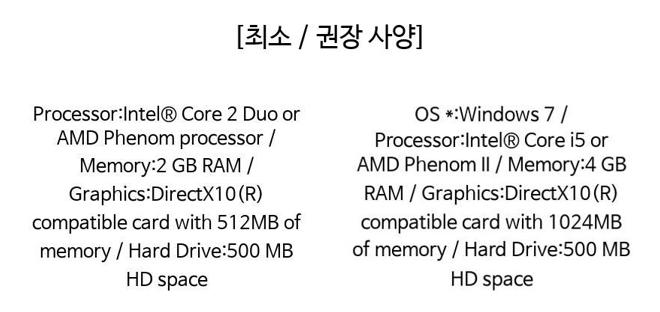 [최소 / 권장 사양]
Processor:Intel® Core 2 Duo or
AMD Phenom processor /
Memory:2 GB RAM /
Graphics:DirectX10(R)
compatible card with 512MB of
memory / Hard Drive:500 MB
HD space
OS *:Windows 7 /
Processor:Intel® Core i5 or
AMD Phenom II / Memory:4 GB
RAM / Graphics:DirectX10(R)
compatible card with 1024MB
of memory / Hard Drive:500 MB
HD space